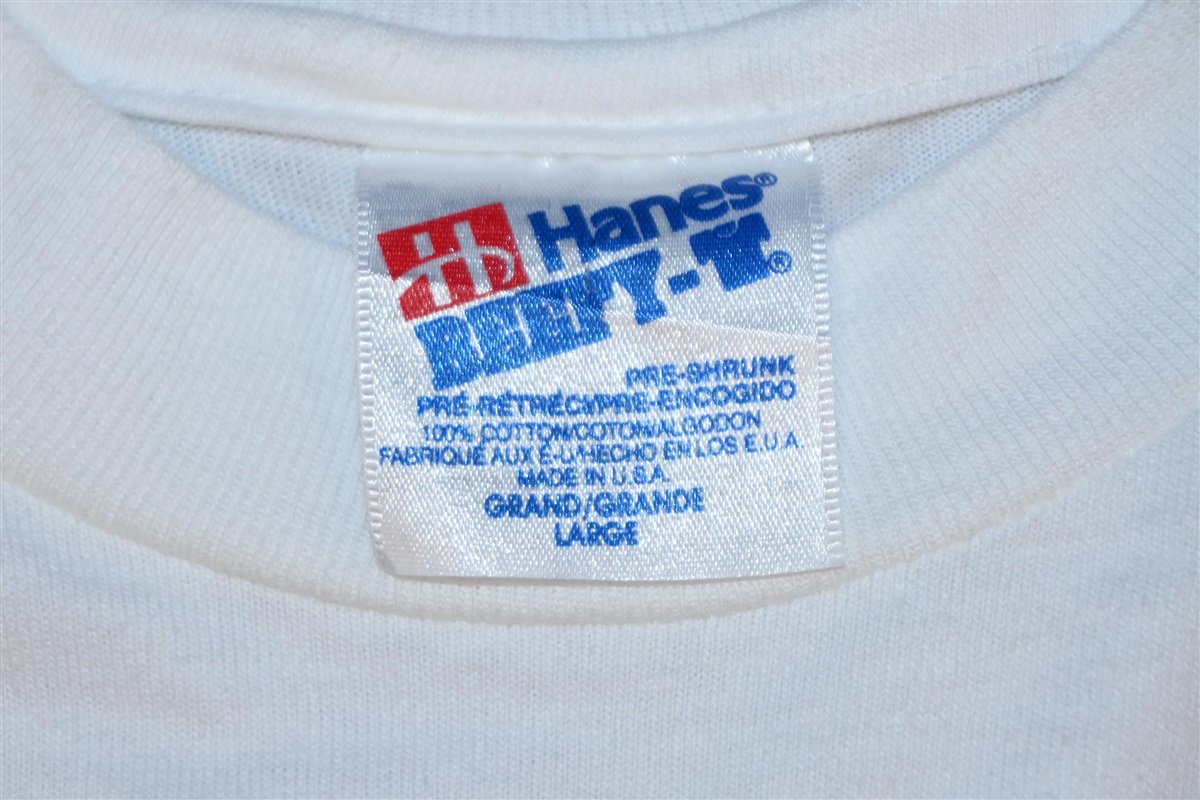 Hanes®
BEEFY-T®
PRE-SHRUNK
PRÉ-RÉTRÉCI/PRE-ENCOGIDO
100% COTTON/COTON/ALGODON
FABRIQUÉ AUX É-U/HECHO EN LOS E.U.A.
MADE IN U.S.A.
GRAND/GRANDE
LARGE